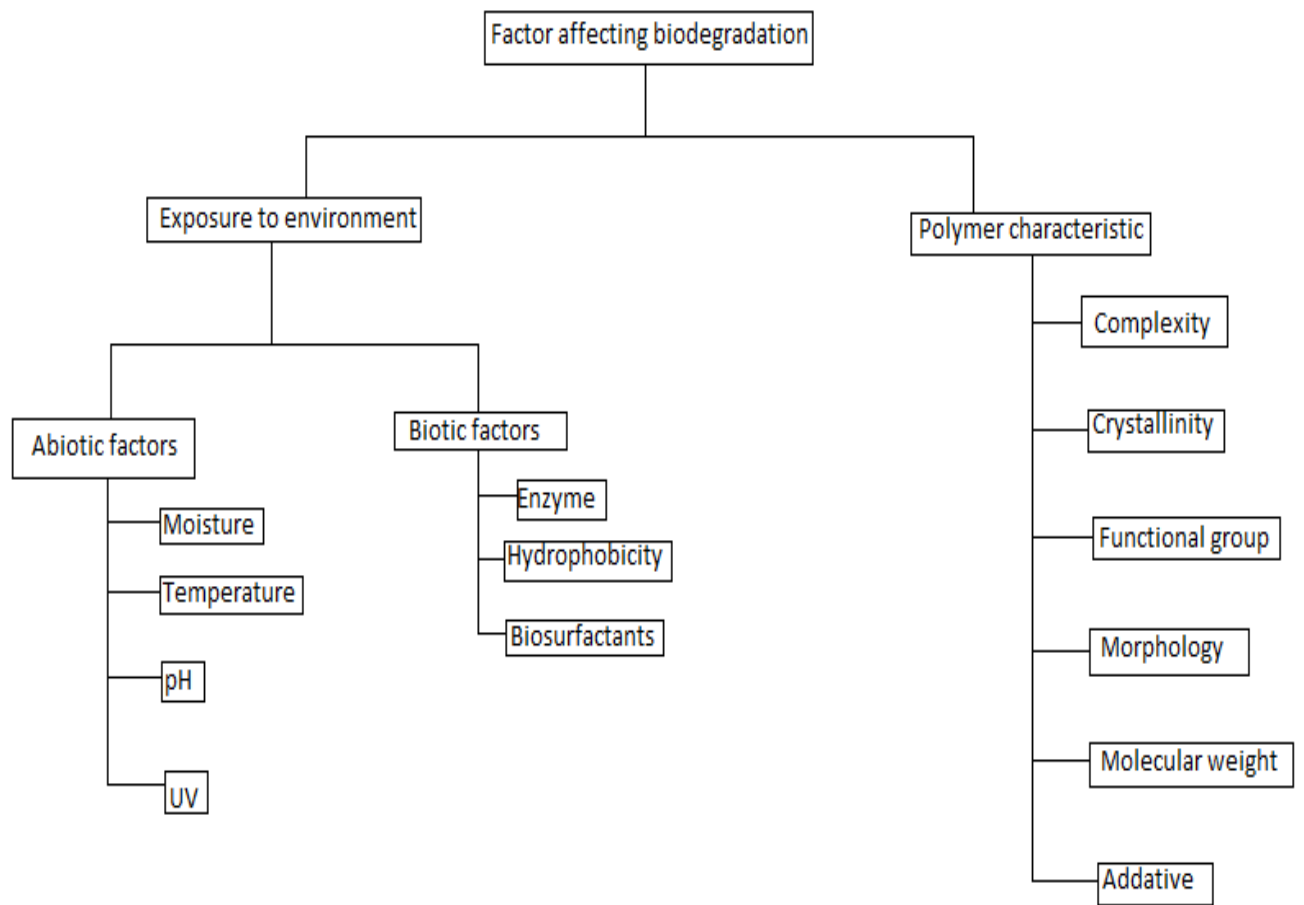 Factor affecting biodegradation
Exposure to environment
Polymer characteristic
Abiotic factors
Moisture
Temperature
pH
UV
Biotic factors
Enzyme
Hydrophobicity
Biosurfactants
Complexity
Crystallinity
Functional group
Morphology
Molecular weight
Addative